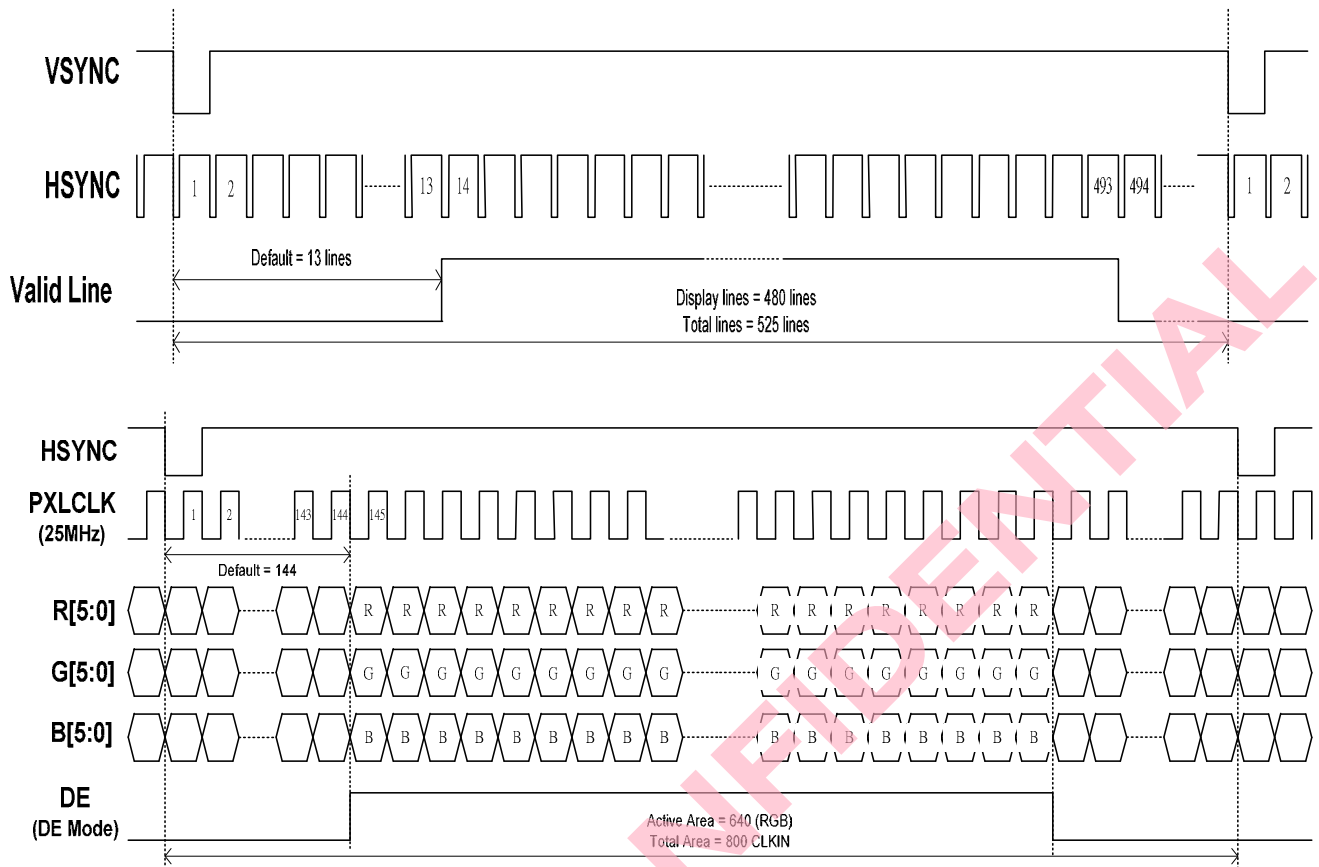 VSYNC
HSYNC
1 2 13 14 493 494 1 2
Default = 13 lines
Valid Line
Display lines = 480 lines
Total lines = 525 lines
HSYNC
PXLCLK
(25MHz)
1 2 143 144 145
Default = 144
R[5:0]
R R R R R R R R R R R R R R R R R
G[5:0]
G G G G G G G G G G G G G G G G G
B[5:0]
B B B B B B B B B B B B B B B B B
DE
(DE Mode)
Active Area = 640 (RGB)
Total Area = 800 CLKIN
NFIDENTIAL